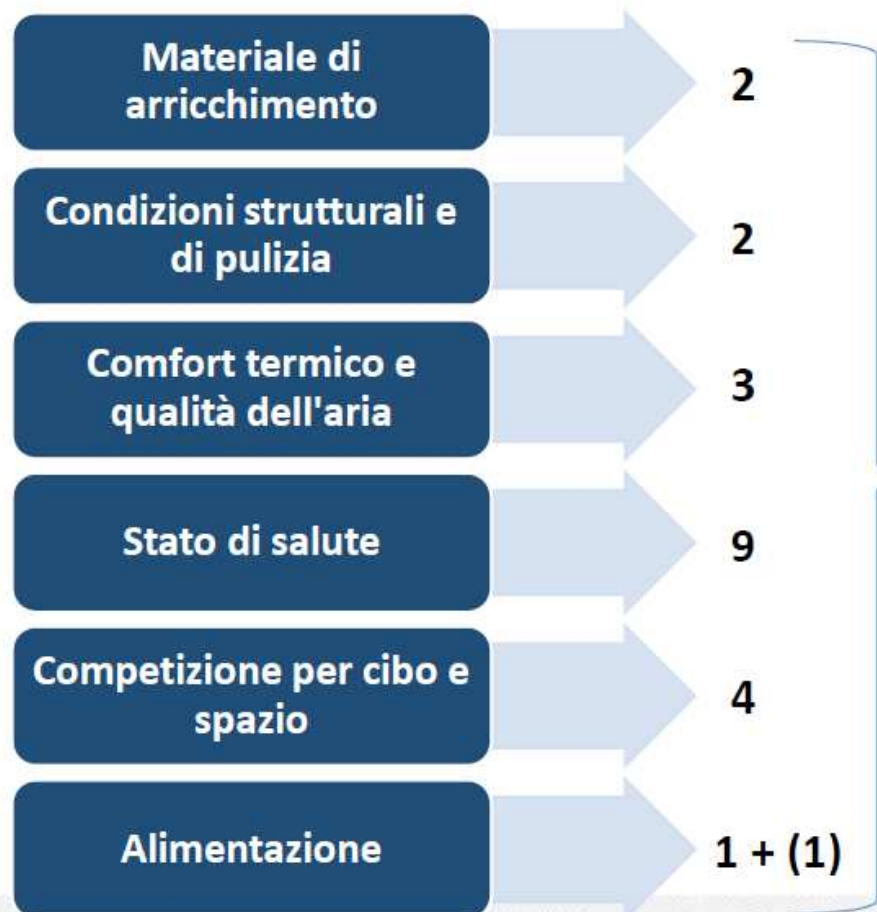 Materiale di
arricchimento
2
Condizioni strutturali e
di pulizia
2
Comfort termico e
qualità dell'aria
3
Stato di salute
9
Competizione per cibo e
spazio
4
Alimentazione
1 + (1)